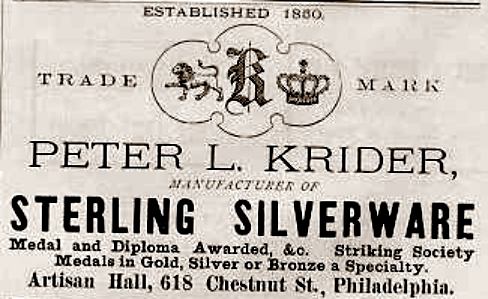 ESTABLISHED 1850.
TRADE K MARK
PETER L. KRIDER,
MANUFACTURER OF
STERLING SILVERWARE
Medal and Diploma Awarded, &c. Striking Society
Medals in Gold, Silver or Bronze a Specialty.
Artisan Hall, 618 Chestnut St., Philadelphia.